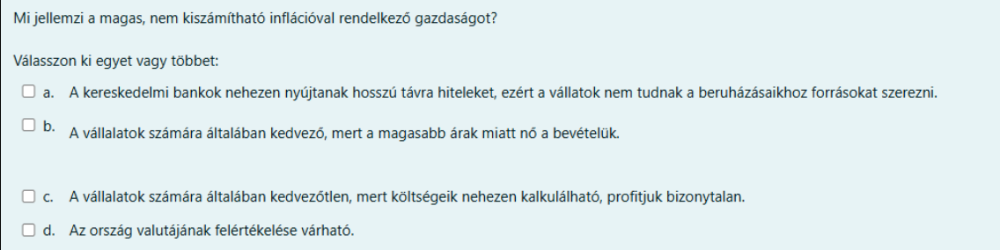 Mi jellemzi a magas, nem kiszámítható inflációval rendelkező gazdaságot?
Válasszon ki egyet vagy többet:
a. A kereskedelmi bankok nehezen nyújtanak hosszú távra hiteleket, ezért a vállatok nem tudnak a beruházásaikhoz forrásokat szerezni.
b. A vállalatok számára általában kedvező, mert a magasabb árak miatt nő a bevételük.
c. A vállalatok számára általában kedvezőtlen, mert költségeik nehezen kalkulálható, profitjuk bizonytalan.
d. Az ország valutájának felértékelése várható.